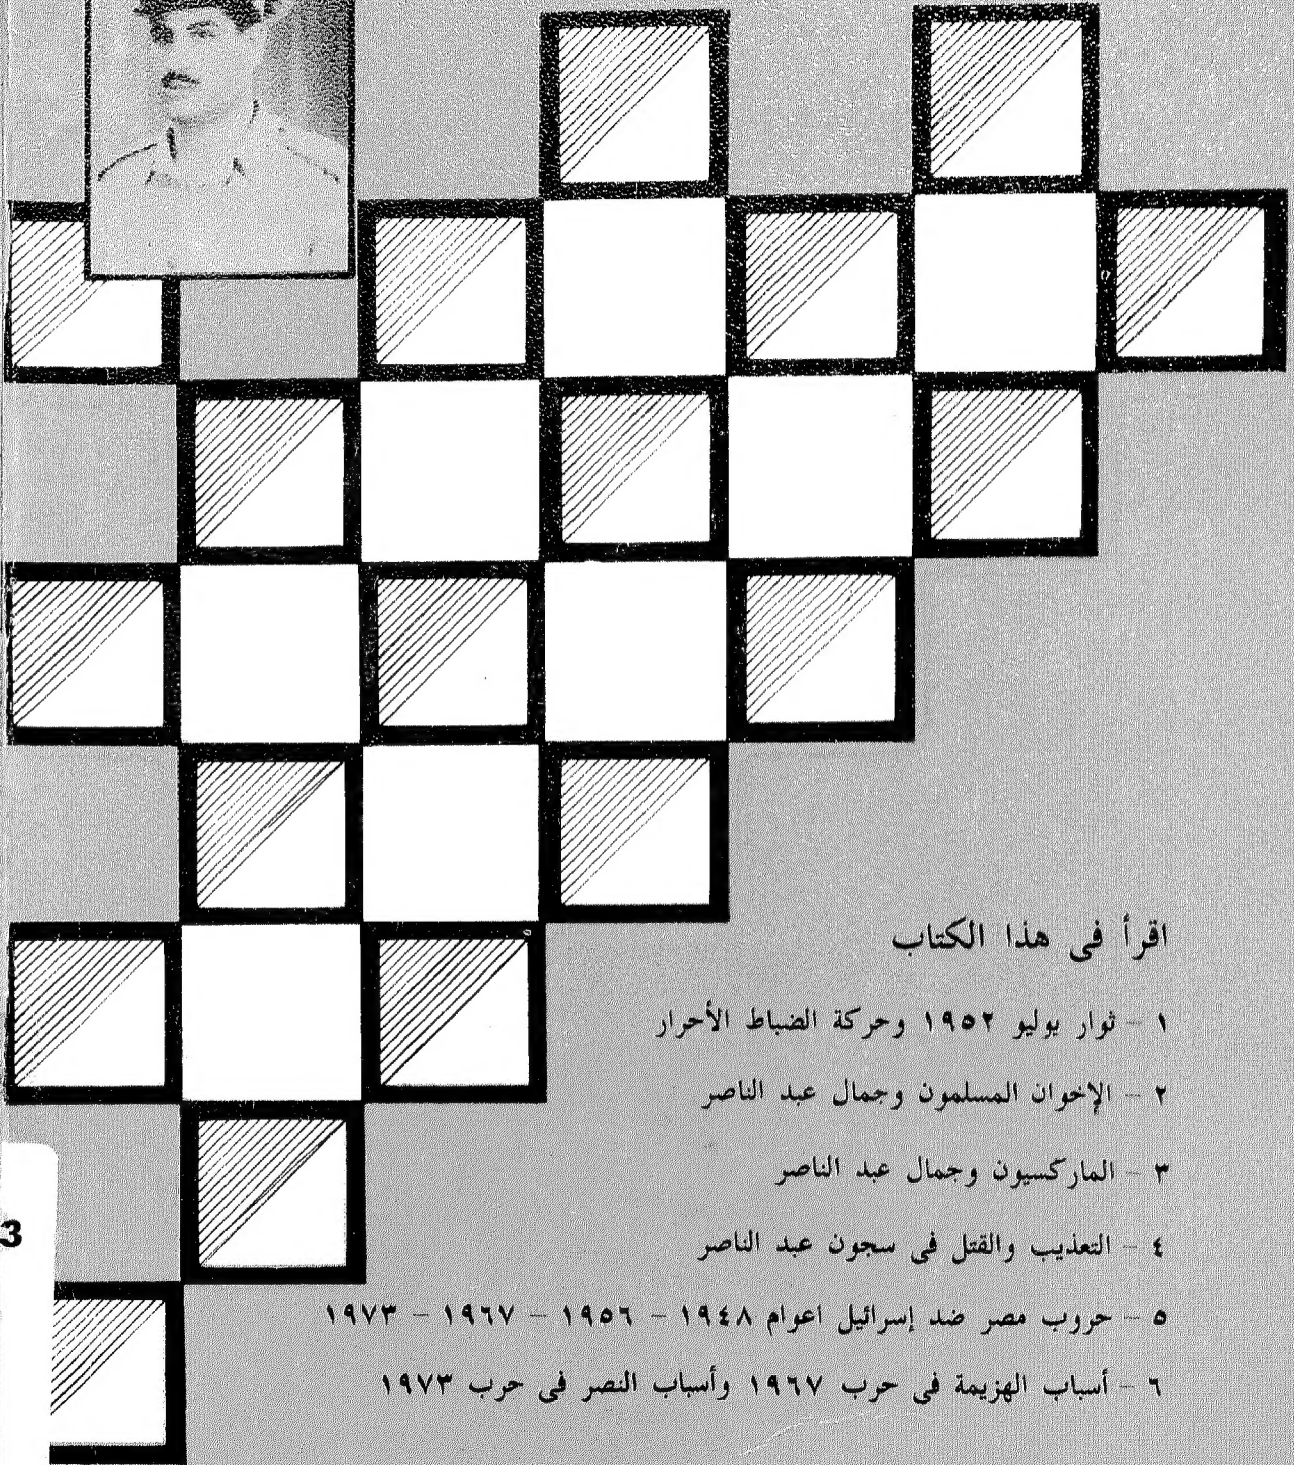 اقرأ فى هذا الكتاب
١ – ثوار يوليو ١٩٥٢ وحركة الضباط الأحرار
٢ – الإخوان المسلمون وجمال عبد الناصر
٣ – الماركسيون وجمال عبد الناصر
٤ – التعذيب والقتل فى سجون عبد الناصر
٥ – حروب مصر ضد إسرائيل اعوام ١٩٤٨ – ١٩٥٦ – ١٩٦٧ – ١٩٧٣
٦ – أسباب الهزيمة فى حرب ١٩٦٧ وأسباب النصر فى حرب ١٩٧٣
3